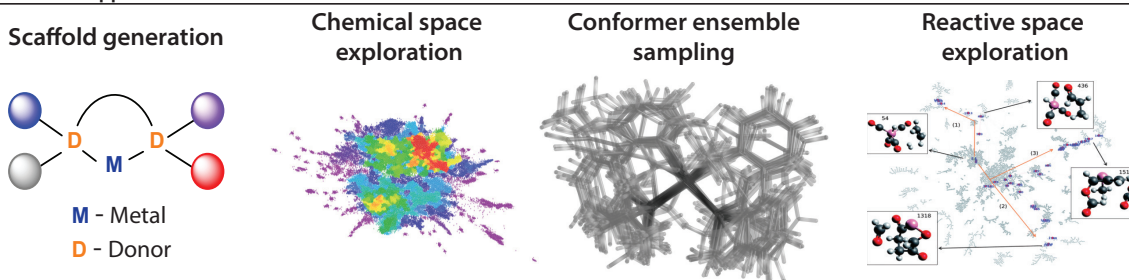 Scaffold generation
Chemical space
exploration
Conformer ensemble
sampling
Reactive space
exploration
D
D
M
M - Metal
D - Donor
436
54
(1)
(3)
151
(2)
1318